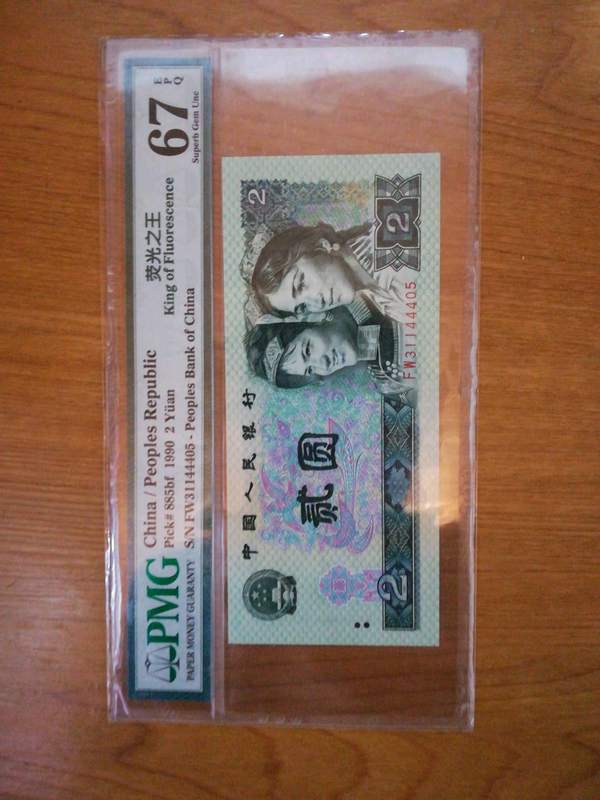 PMG
PAPER MONEY GUARANTY
China / Peoples Republic
Pick# 885bf 1990 2 Yüan
S/N FW31144405 - Peoples Bank of China
荧光之王
King of Fluorescence
67
EPQ
Superb Gem Unc
中国人民银行
贰圆
2
2
2
FW31144405